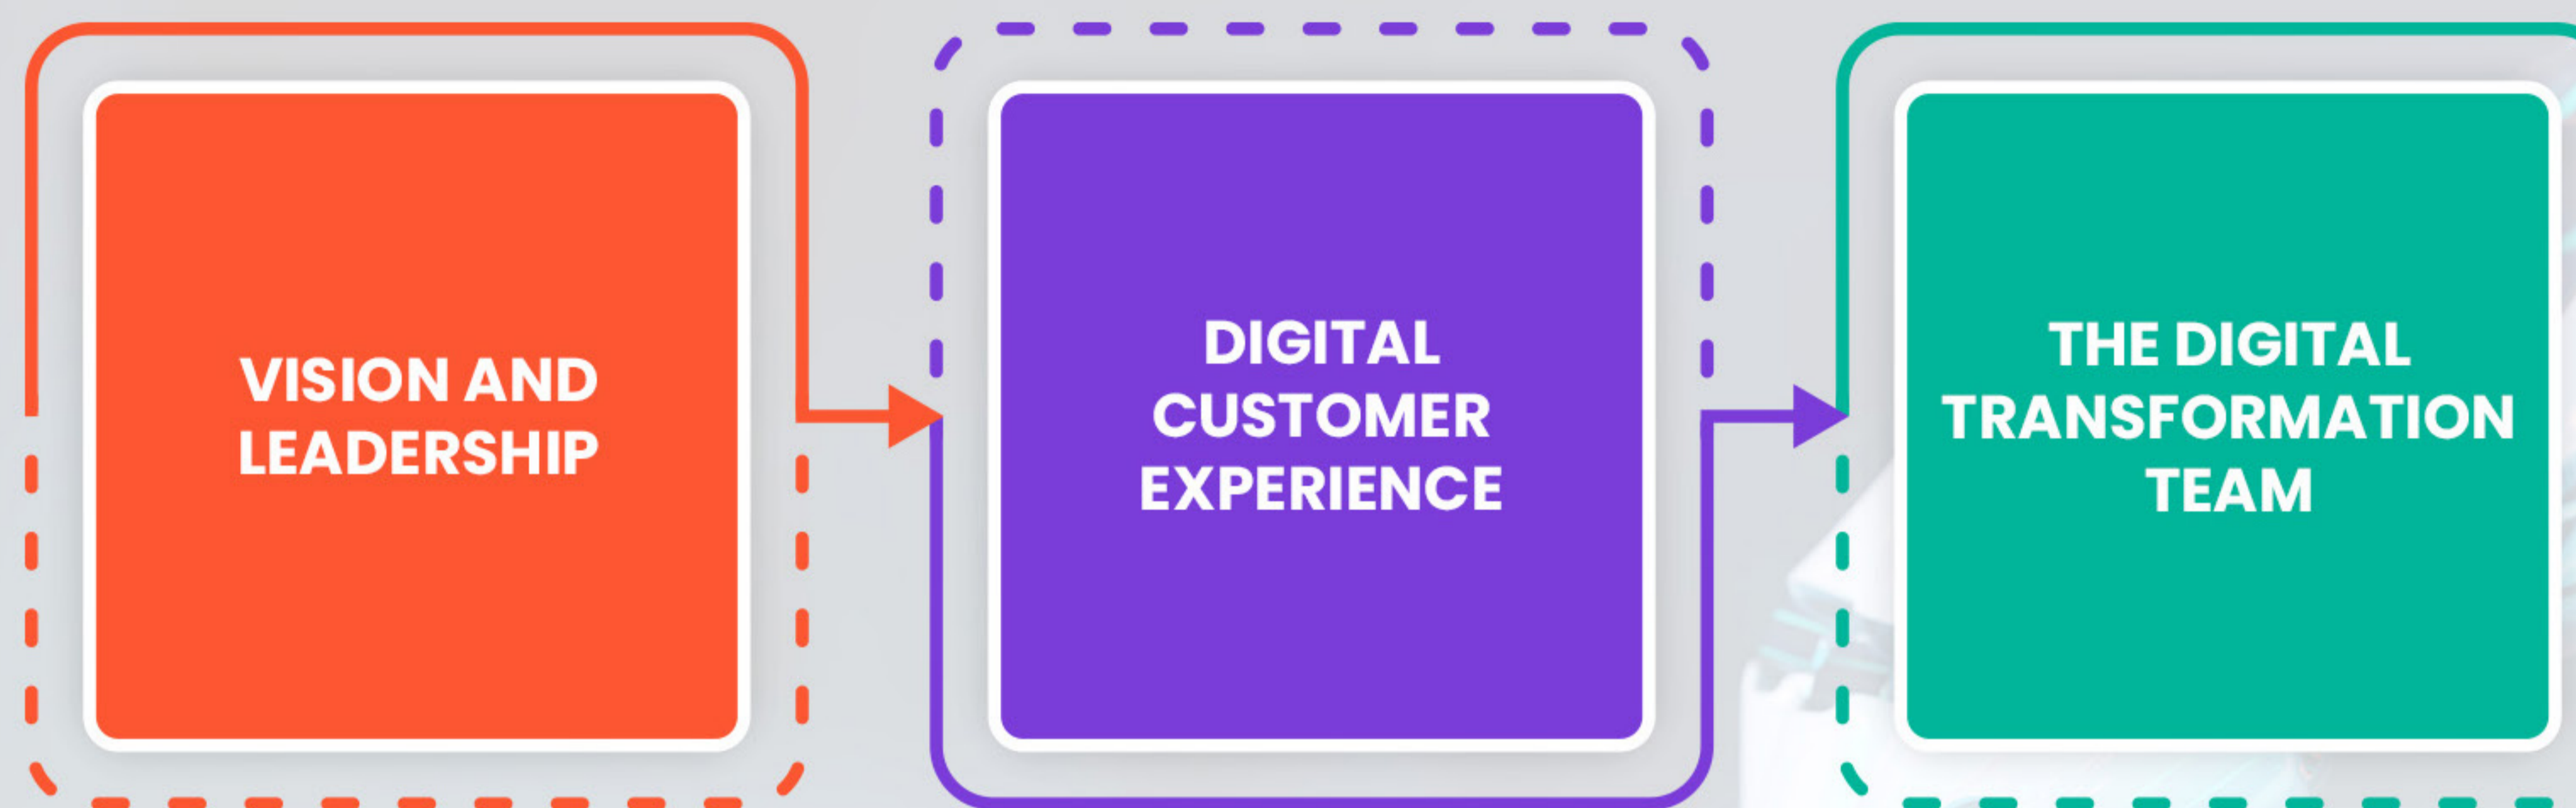 VISION AND
LEADERSHIP
DIGITAL
CUSTOMER
EXPERIENCE
THE DIGITAL
TRANSFORMATION
TEAM